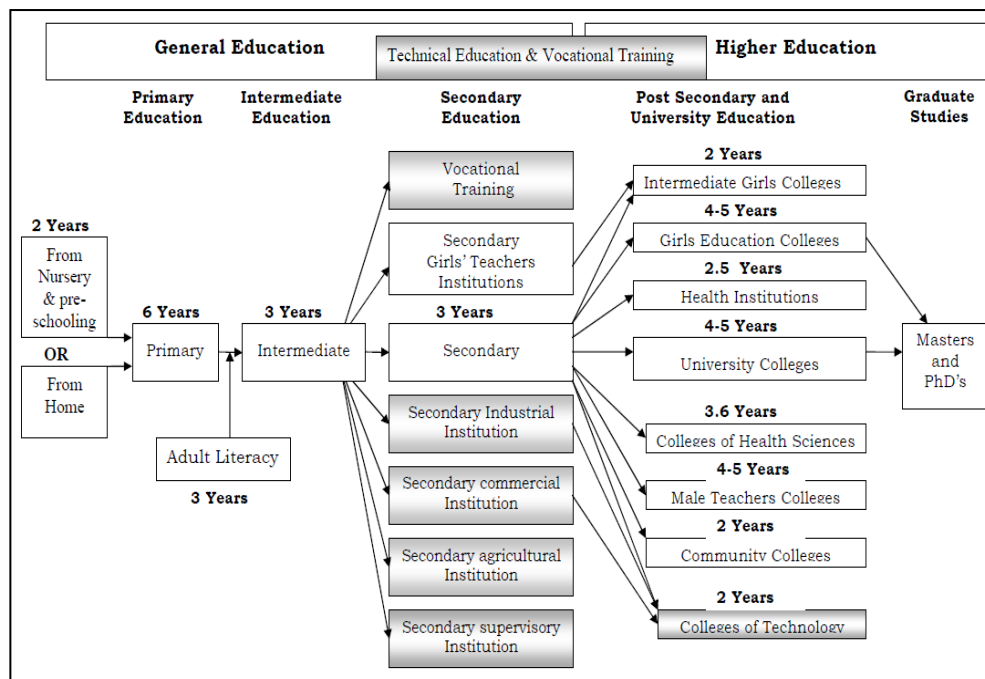 General Education
Higher Education
Technical Education & Vocational Training
Primary
Education
Intermediate
Education
Secondary
Education
Post Secondary and
University Education
Graduate
Studies
2 Years
From
Nursery
& pre-
schooling
OR
From
Home
6 Years
Primary
Adult Literacy
3 Years
3 Years
Intermediate
Vocational
Training
Secondary
Girls' Teachers
Institutions
3 Years
Secondary
Secondary Industrial
Institution
Secondary commercial
Institution
Secondary agricultural
Institution
Secondary supervisory
Institution
2 Years
Intermediate Girls Colleges
4-5 Years
Girls Education Colleges
2.5 Years
Health Institutions
4-5 Years
University Colleges
3.6 Years
Colleges of Health Sciences
4-5 Years
Male Teachers Colleges
2 Years
Community Colleges
2 Years
Colleges of Technology
Masters
and
PhD's